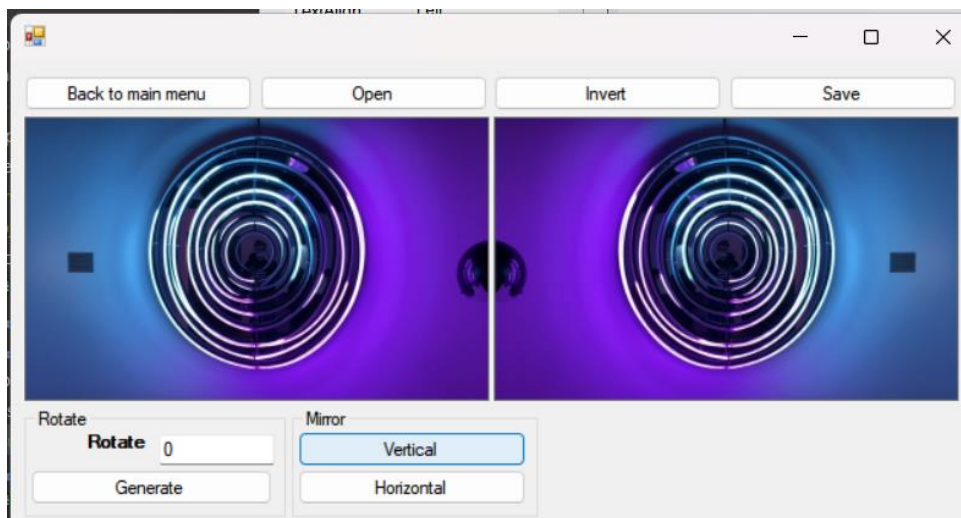 Back to main menu Open Invert Save
Rotate Mirror
Rotate 0 Vertical
Generate Horizontal